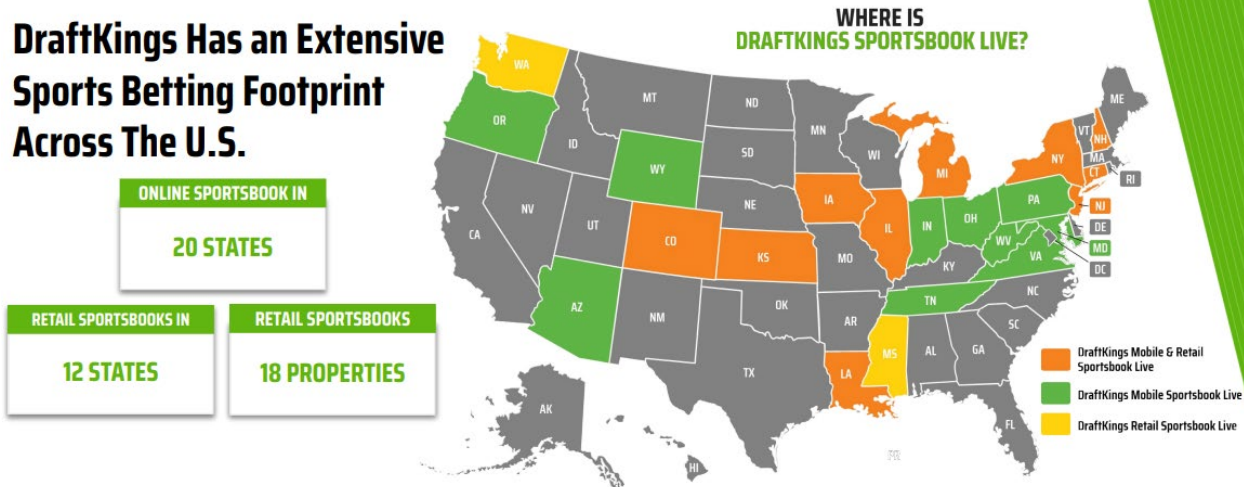 DraftKings Has an Extensive
Sports Betting Footprint
Across The U.S.
ONLINE SPORTSBOOK IN
20 STATES
RETAIL SPORTSBOOKS IN
12 STATES
RETAIL SPORTSBOOKS
18 PROPERTIES
WHERE IS
DRAFTKINGS SPORTSBOOK LIVE?
WA
OR
CA
NV
ID
MT
WY
UT
AZ
CO
NM
ND
SD
NE
KS
OK
TX
MN
IA
MO
AR
LA
WI
IL
MS
MI
IN
OH
KY
TN
AL
GA
FL
SC
NC
VA
WV
PA
NY
VT
NH
ME
MA
CT
RI
NJ
DE
MD
DC
AK
HI
PR
DraftKings Mobile & Retail
Sportsbook Live
DraftKings Mobile Sportsbook Live
DraftKings Retail Sportsbook Live